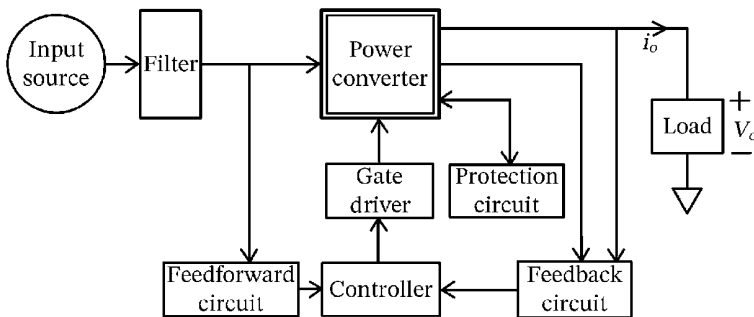 Input
source
Filter
Power
converter
i_o
Load
+
V_o
−
Gate
driver
Protection
circuit
Feedforward
circuit
Controller
Feedback
circuit